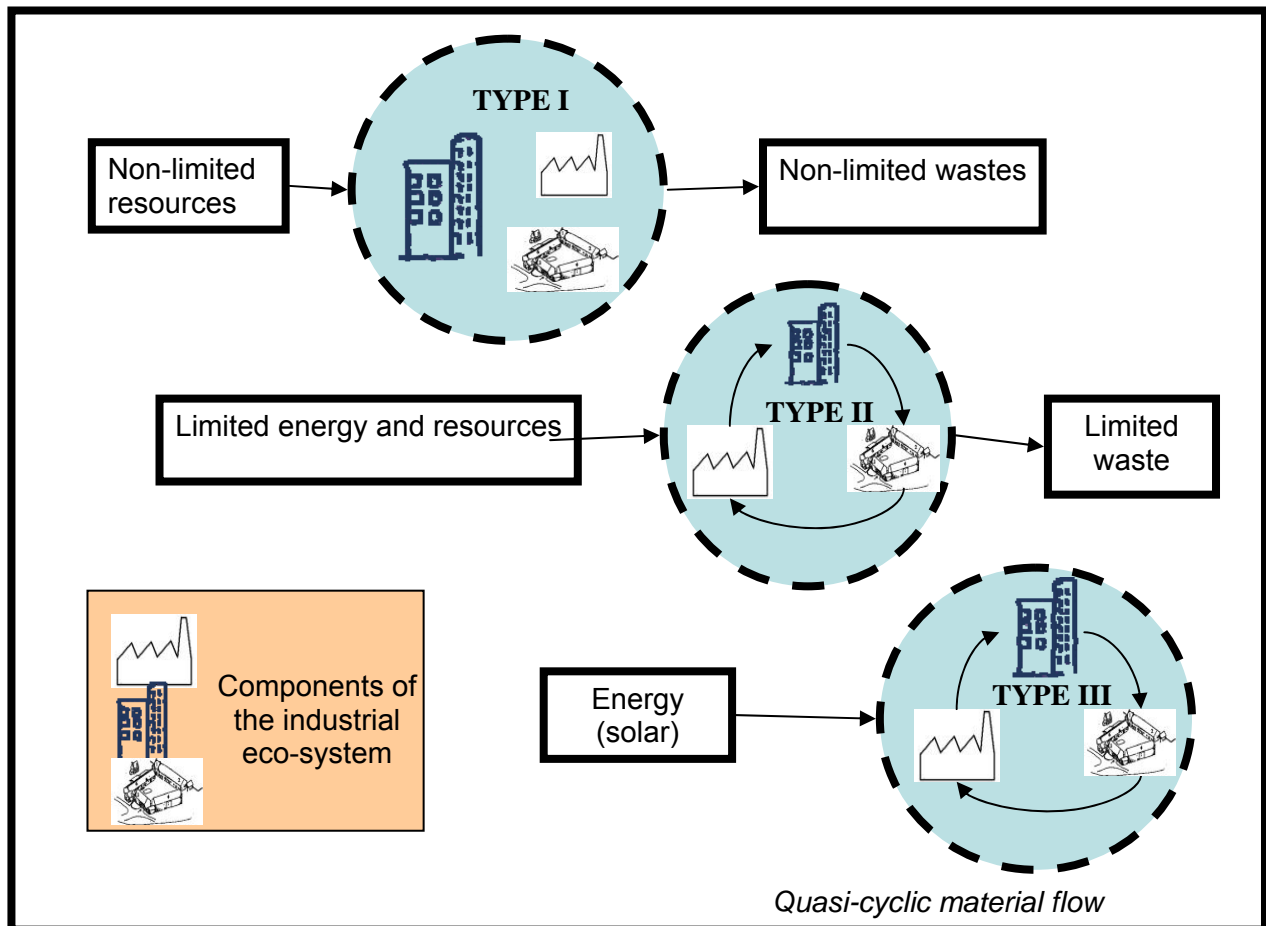 TYPE I
Non-limited
resources
Non-limited wastes
Limited energy and resources
TYPE II
Limited
waste
Components of
the industrial
eco-system
Energy
(solar)
TYPE III
Quasi-cyclic material flow